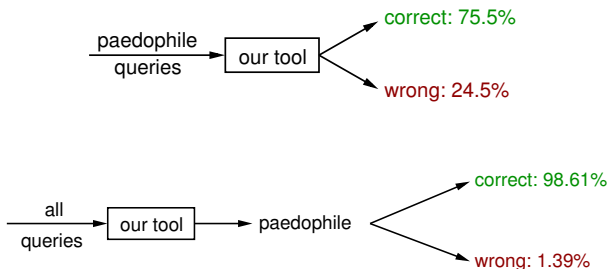 correct: 75.5%
paedophile
queries
our tool
wrong: 24.5%
correct: 98.61%
all
queries
our tool
paedophile
wrong: 1.39%